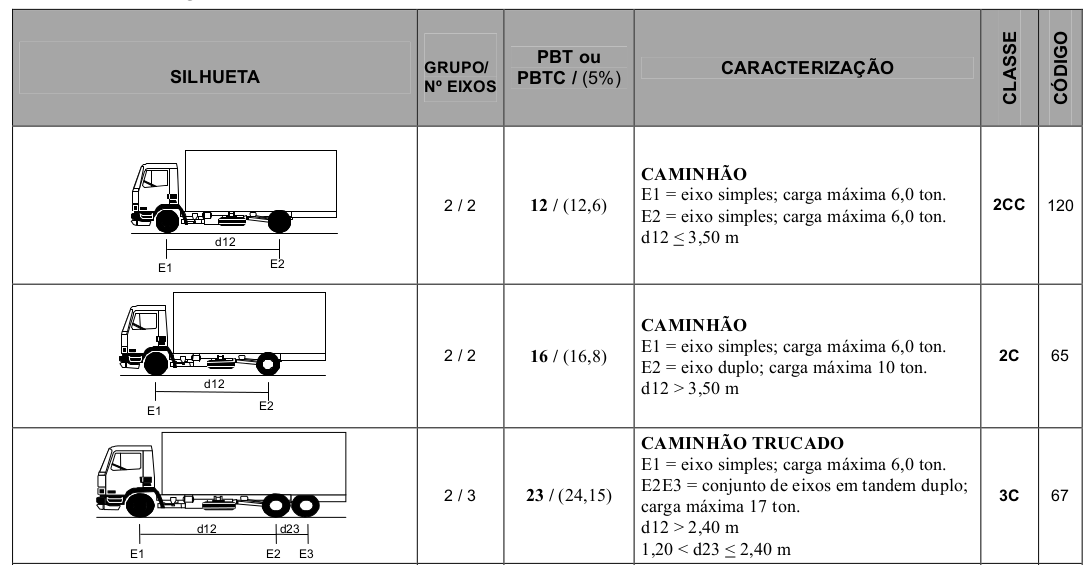 SILHUETA
GRUPO/
Nº EIXOS
PBT ou
PBTC / (5%)
CARACTERIZAÇÃO
CLASSE
CÓDIGO
d12
E1
E2
2 / 2
12 / (12,6)
CAMINHÃO
E1 = eixo simples; carga máxima 6,0 ton.
E2 = eixo simples; carga máxima 6,0 ton.
d12 ≤ 3,50 m
2CC
120
d12
E1
E2
2 / 2
16 / (16,8)
CAMINHÃO
E1 = eixo simples; carga máxima 6,0 ton.
E2 = eixo duplo; carga máxima 10 ton.
d12 > 3,50 m
2C
65
d12
d23
E1
E2
E3
2 / 3
23 / (24,15)
CAMINHÃO TRUCADO
E1 = eixo simples; carga máxima 6,0 ton.
E2E3 = conjunto de eixos em tandem duplo;
carga máxima 17 ton.
d12 > 2,40 m
1,20 < d23 ≤ 2,40 m
3C
67